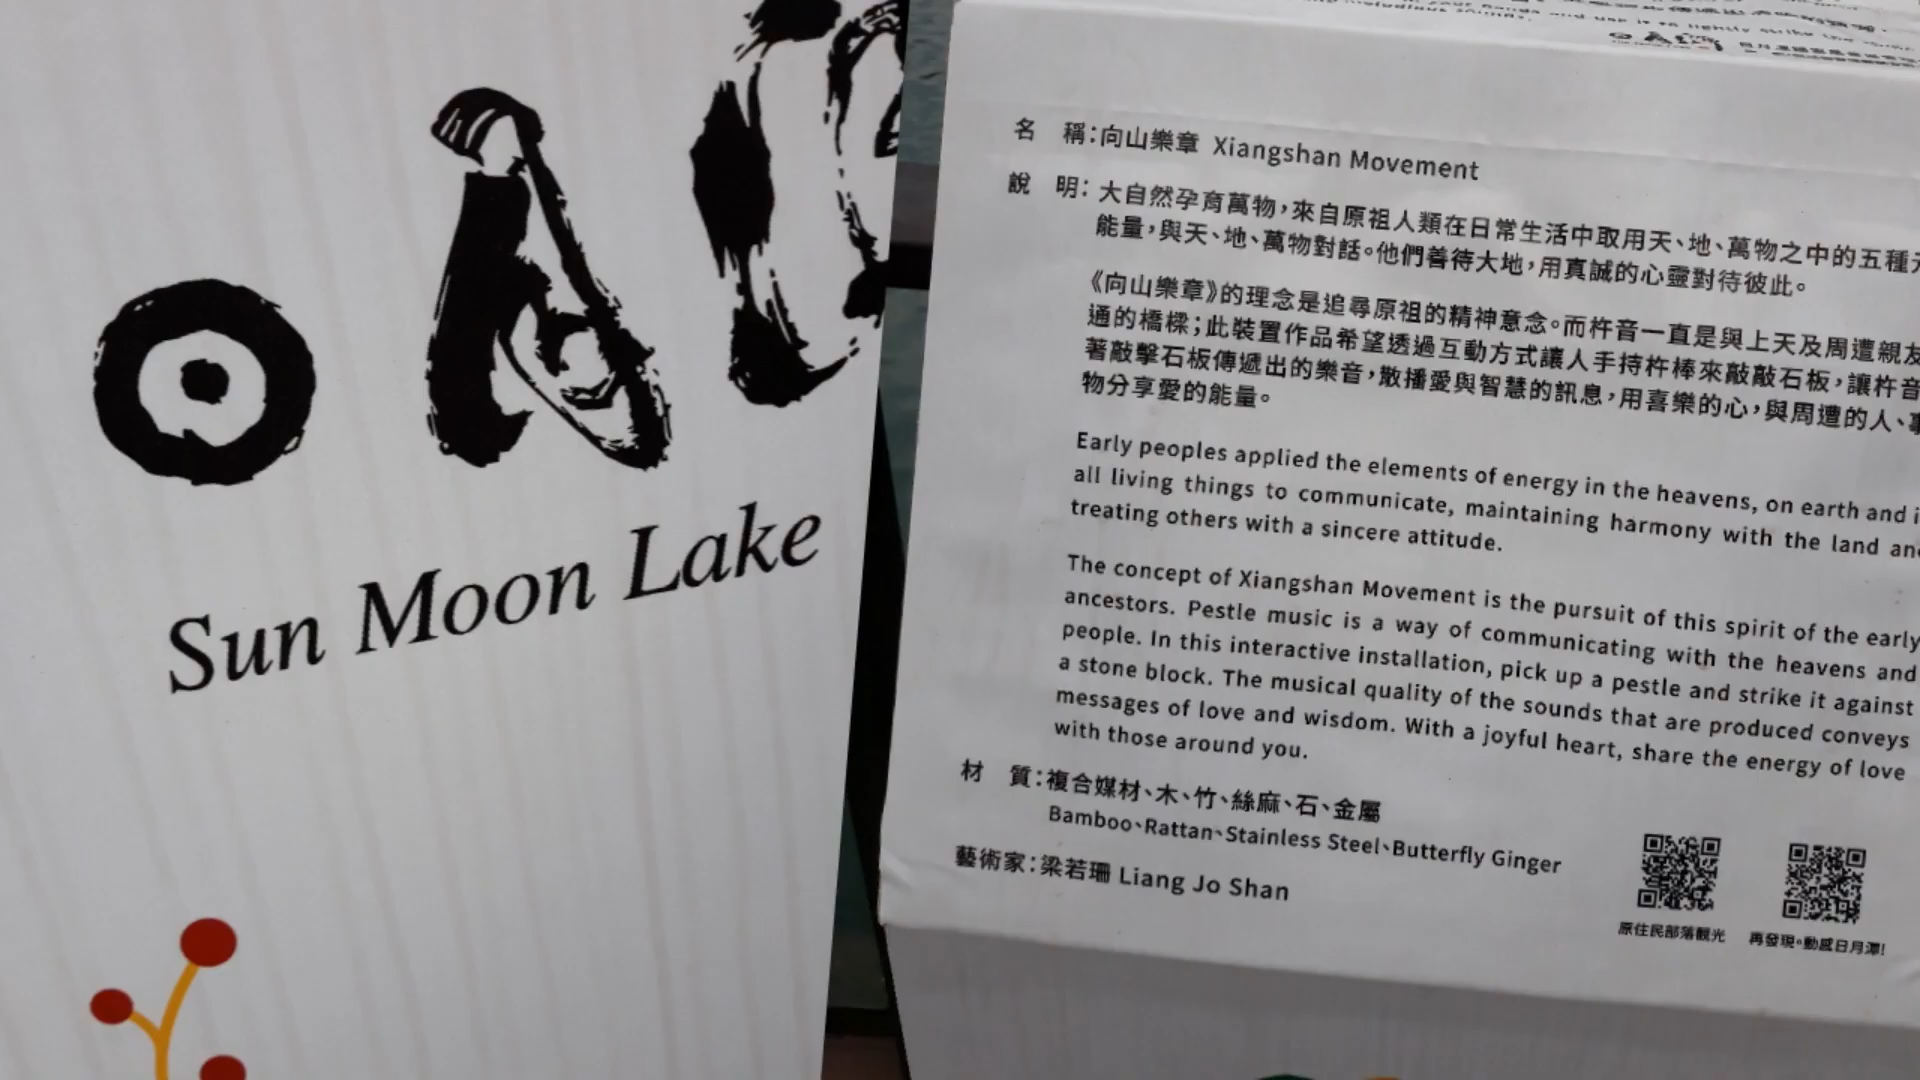 Sun Moon Lake
名 稱：向山樂章 Xiangshan Movement
說 明：大自然孕育萬物，來自原祖人類在日常生活中取用天、地、萬物之中的五種
能量，與天、地、萬物對話。他們善待大地，用真誠的心靈對待彼此。
《向山樂章》的理念是追尋原祖的精神意念。而杵音一直是與上天及周遭親友
通的橋樑；此裝置作品希望透過互動方式讓人手持杵棒來敲敲石板，讓杵音
著敲擊石板傳遞出的樂音，散播愛與智慧的訊息，用喜樂的心，與周遭的人、事
物分享愛的能量。
Early peoples applied the elements of energy in the heavens, on earth and
all living things to communicate, maintaining harmony with the land
treating others with a sincere attitude.
The concept of Xiangshan Movement is the pursuit of this spirit of the early
ancestors. Pestle music is a way of communicating with the heavens and
people. In this interactive installation, pick up a pestle and strike it against
a stone block. The musical quality of the sounds that are produced conveys
messages of love and wisdom. With a joyful heart, share the energy of love
with those around you.
材 質：複合媒材、木、竹、絲麻、石、金屬
Bamboo、Rattan、Stainless Steel、Butterfly Ginger
藝術家：梁若珊 Liang Jo Shan
原住民部落觀光
再發現。動感日月潭!